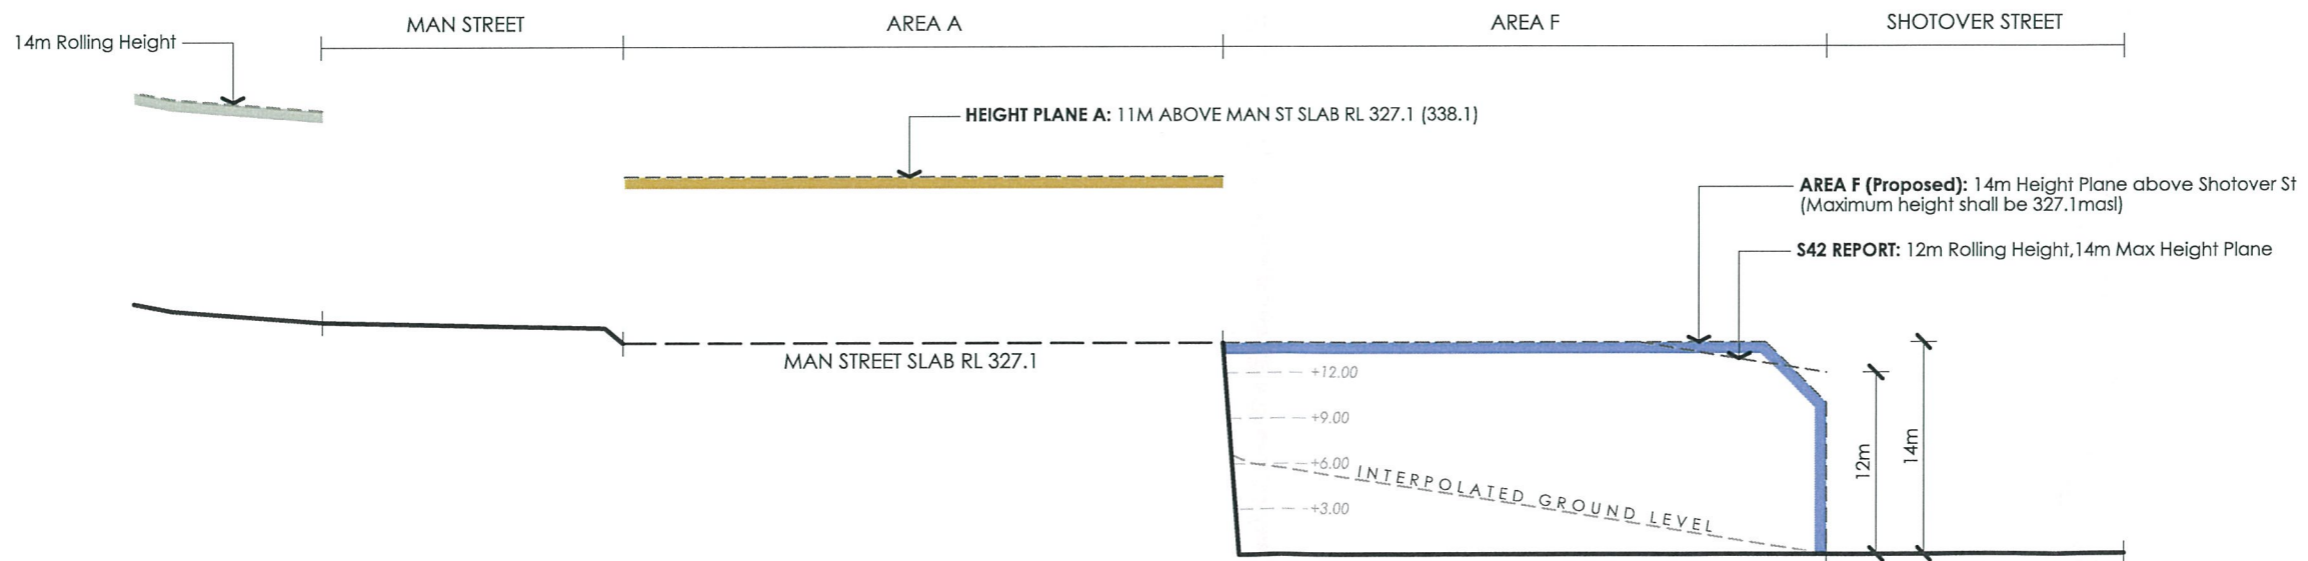 MAN STREET
AREA A
AREA F
SHOTOVER STREET
14m Rolling Height
HEIGHT PLANE A: 11M ABOVE MAN ST SLAB RL 327.1 (338.1)
AREA F (Proposed): 14m Height Plane above Shotover St
(Maximum height shall be 327.1masl)
S42 REPORT: 12m Rolling Height,14m Max Height Plane
MAN STREET SLAB RL 327.1
+12.00
+9.00
+6.00
+3.00
INTERPOLATED GROUND LEVEL
12m
14m